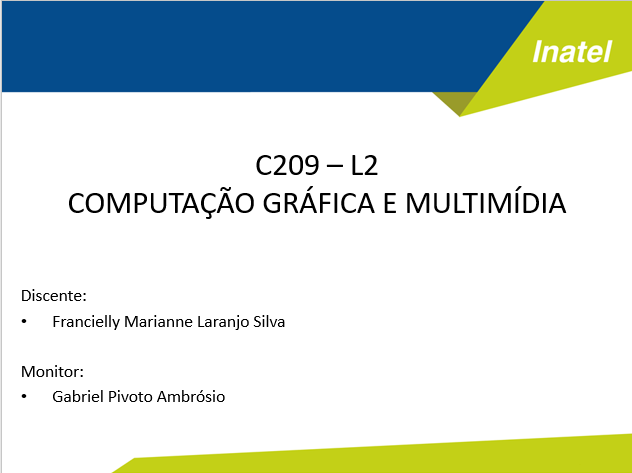 Inatel
C209 – L2
COMPUTAÇÃO GRÁFICA E MULTIMÍDIA
Discente:
• Francielly Marianne Laranjo Silva
Monitor:
• Gabriel Pivoto Ambrósio